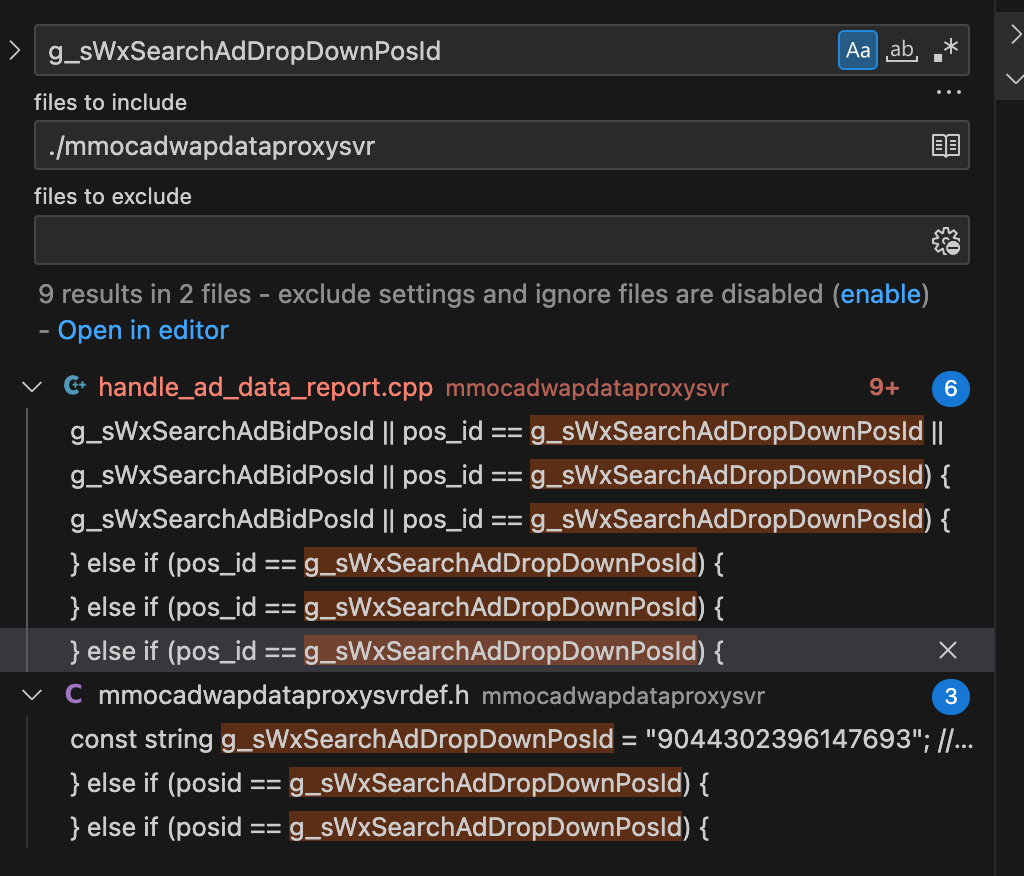 g_sWxSearchAdDropDownPosId Aa ab .*
...
files to include
./mmocadwapdataproxysvr
files to exclude
9 results in 2 files - exclude settings and ignore files are disabled (enable)
- Open in editor
handle_ad_data_report.cpp mmocadwapdataproxysvr 9+ 6
g_sWxSearchAdBidPosId || pos_id == g_sWxSearchAdDropDownPosId ||
g_sWxSearchAdBidPosId || pos_id == g_sWxSearchAdDropDownPosId) {
g_sWxSearchAdBidPosId || pos_id == g_sWxSearchAdDropDownPosId) {
} else if (pos_id == g_sWxSearchAdDropDownPosId) {
} else if (pos_id == g_sWxSearchAdDropDownPosId) {
} else if (pos_id == g_sWxSearchAdDropDownPosId) {
C mmocadwapdataproxysvrdef.h mmocadwapdataproxysvr 3
const string g_sWxSearchAdDropDownPosId = "9044302396147693"; //...
} else if (posid == g_sWxSearchAdDropDownPosId) {
} else if (posid == g_sWxSearchAdDropDownPosId) {